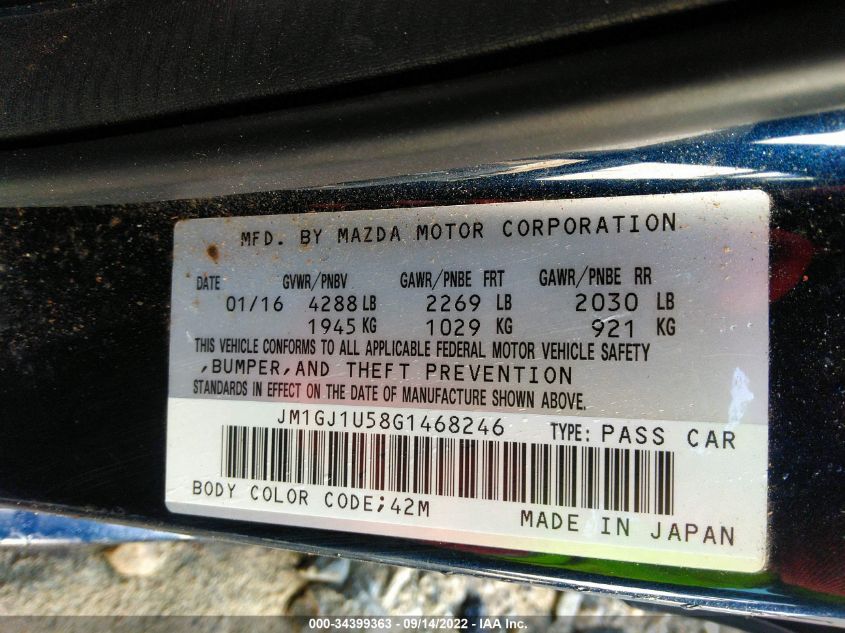 MFD. BY MAZDA MOTOR CORPORATION
DATE GVWR/PNBV GAWR/PNBE FRT GAWR/PNBE RR
01/16 4288 LB 2269 LB 2030 LB
1945 KG 1029 KG 921 KG
THIS VEHICLE CONFORMS TO ALL APPLICABLE FEDERAL MOTOR VEHICLE SAFETY
,BUMPER,AND THEFT PREVENTION
STANDARDS IN EFFECT ON THE DATE OF MANUFACTURE SHOWN ABOVE.
JM1GJ1U58G1468246 TYPE: PASS CAR
BODY COLOR CODE;42M
MADE IN JAPAN
000-34399363 - 09/14/2022 - IAA Inc.